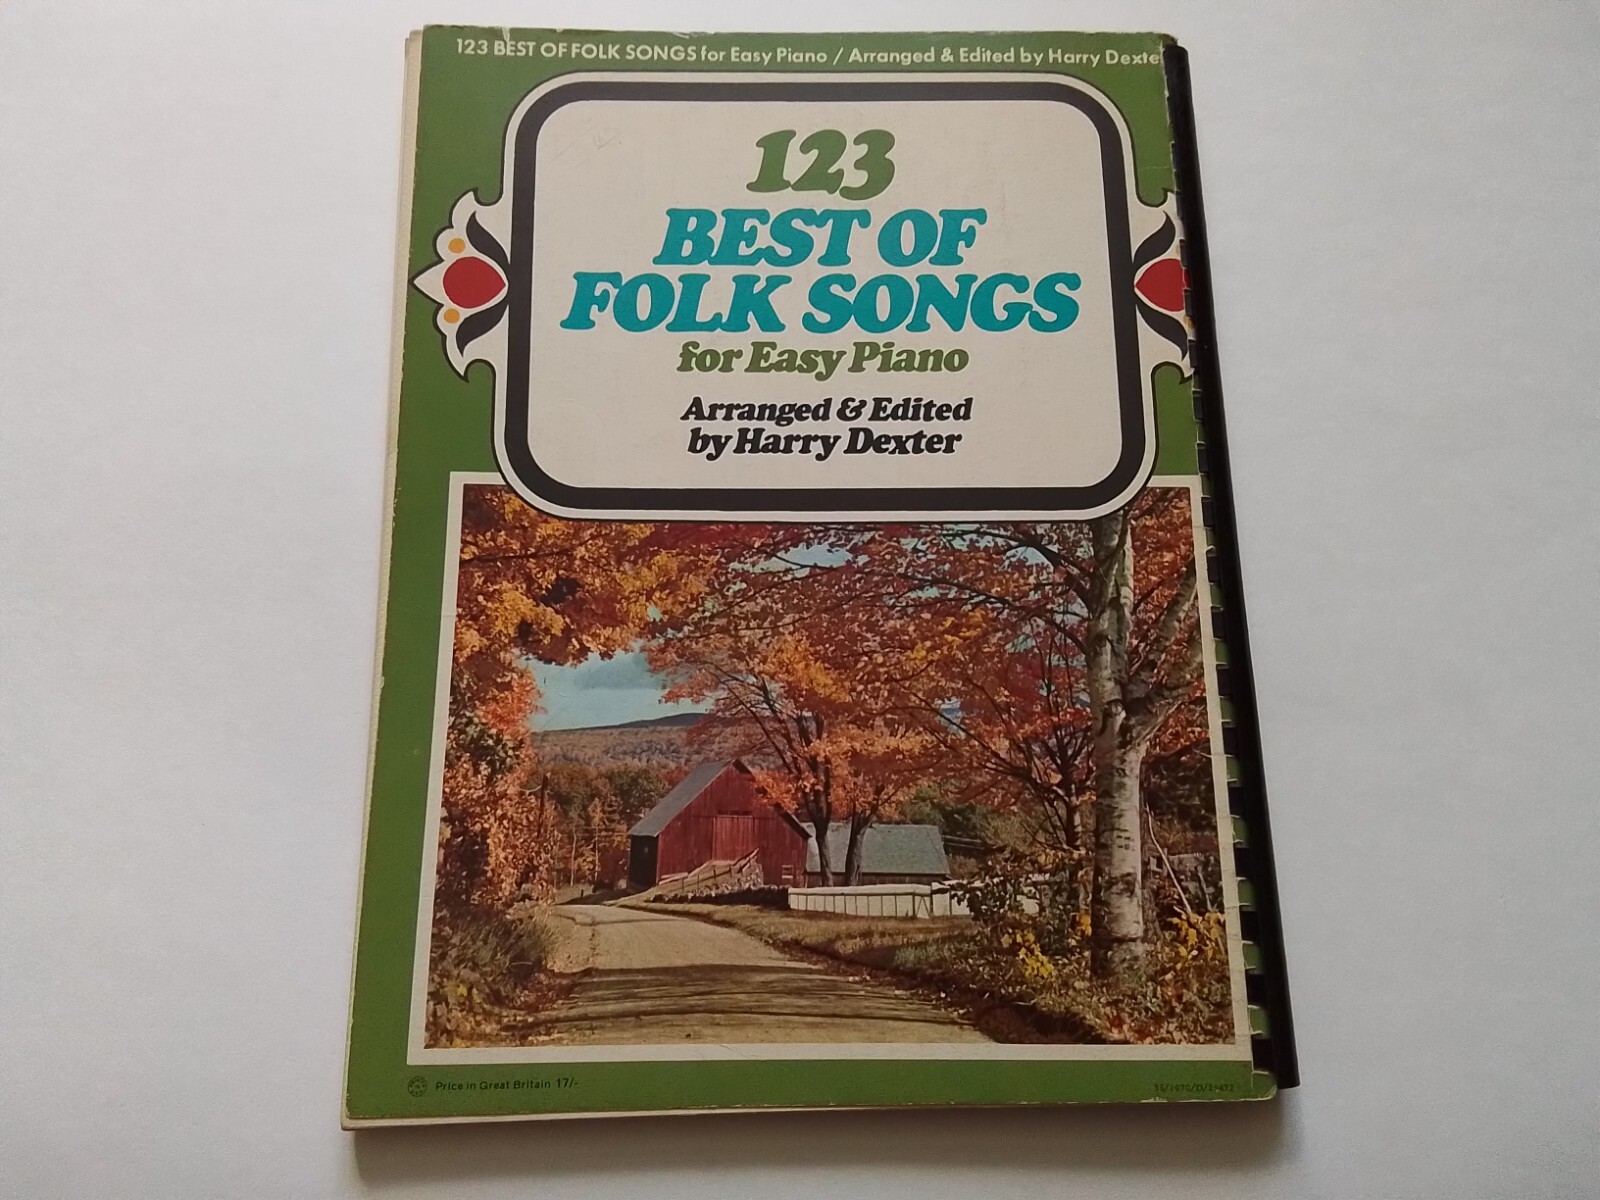 123 BEST OF FOLK SONGS for Easy Piano / Arranged & Edited by Harry Dexte
123
BEST OF
FOLK SONGS
for Easy Piano
Arranged & Edited
by Harry Dexter
Price in Great Britain 17/-